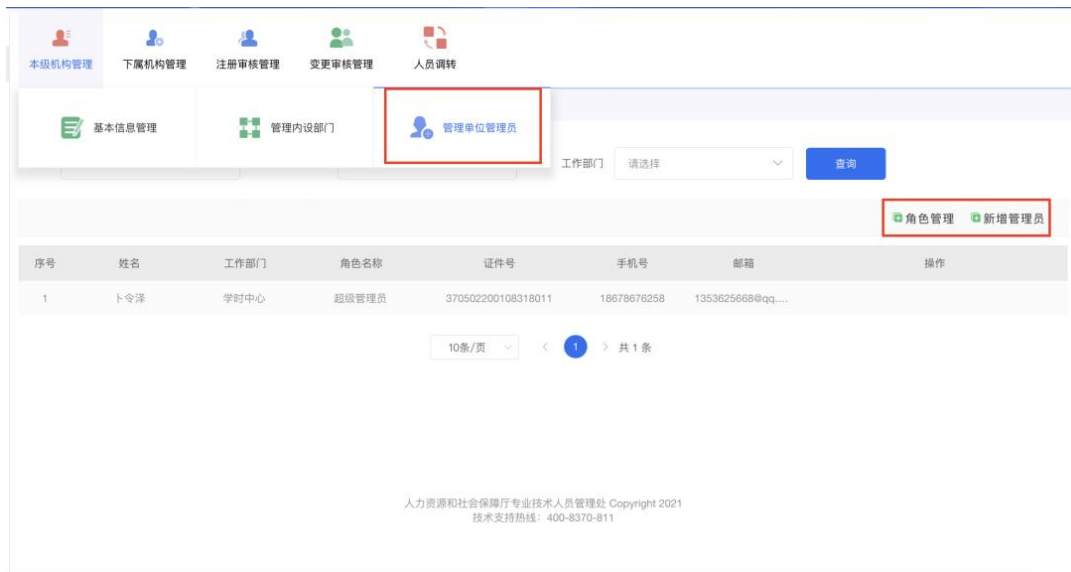 本级机构管理 下属机构管理 注册审核管理 变更审核管理 人员调转
基本信息管理 管理内设部门 管理单位管理员
工作部门 请选择 查询
角色管理 新增管理员
序号 姓名 工作部门 角色名称 证件号 手机号 邮箱 操作
1 卜令泽 学时中心 超级管理员 370502200108318011 18678676258 1353625668@qq....
10条/页 < 1 > 共 1 条
人力资源和社会保障厅专业技术人员管理处 Copyright 2021
技术支持热线：400-8370-811